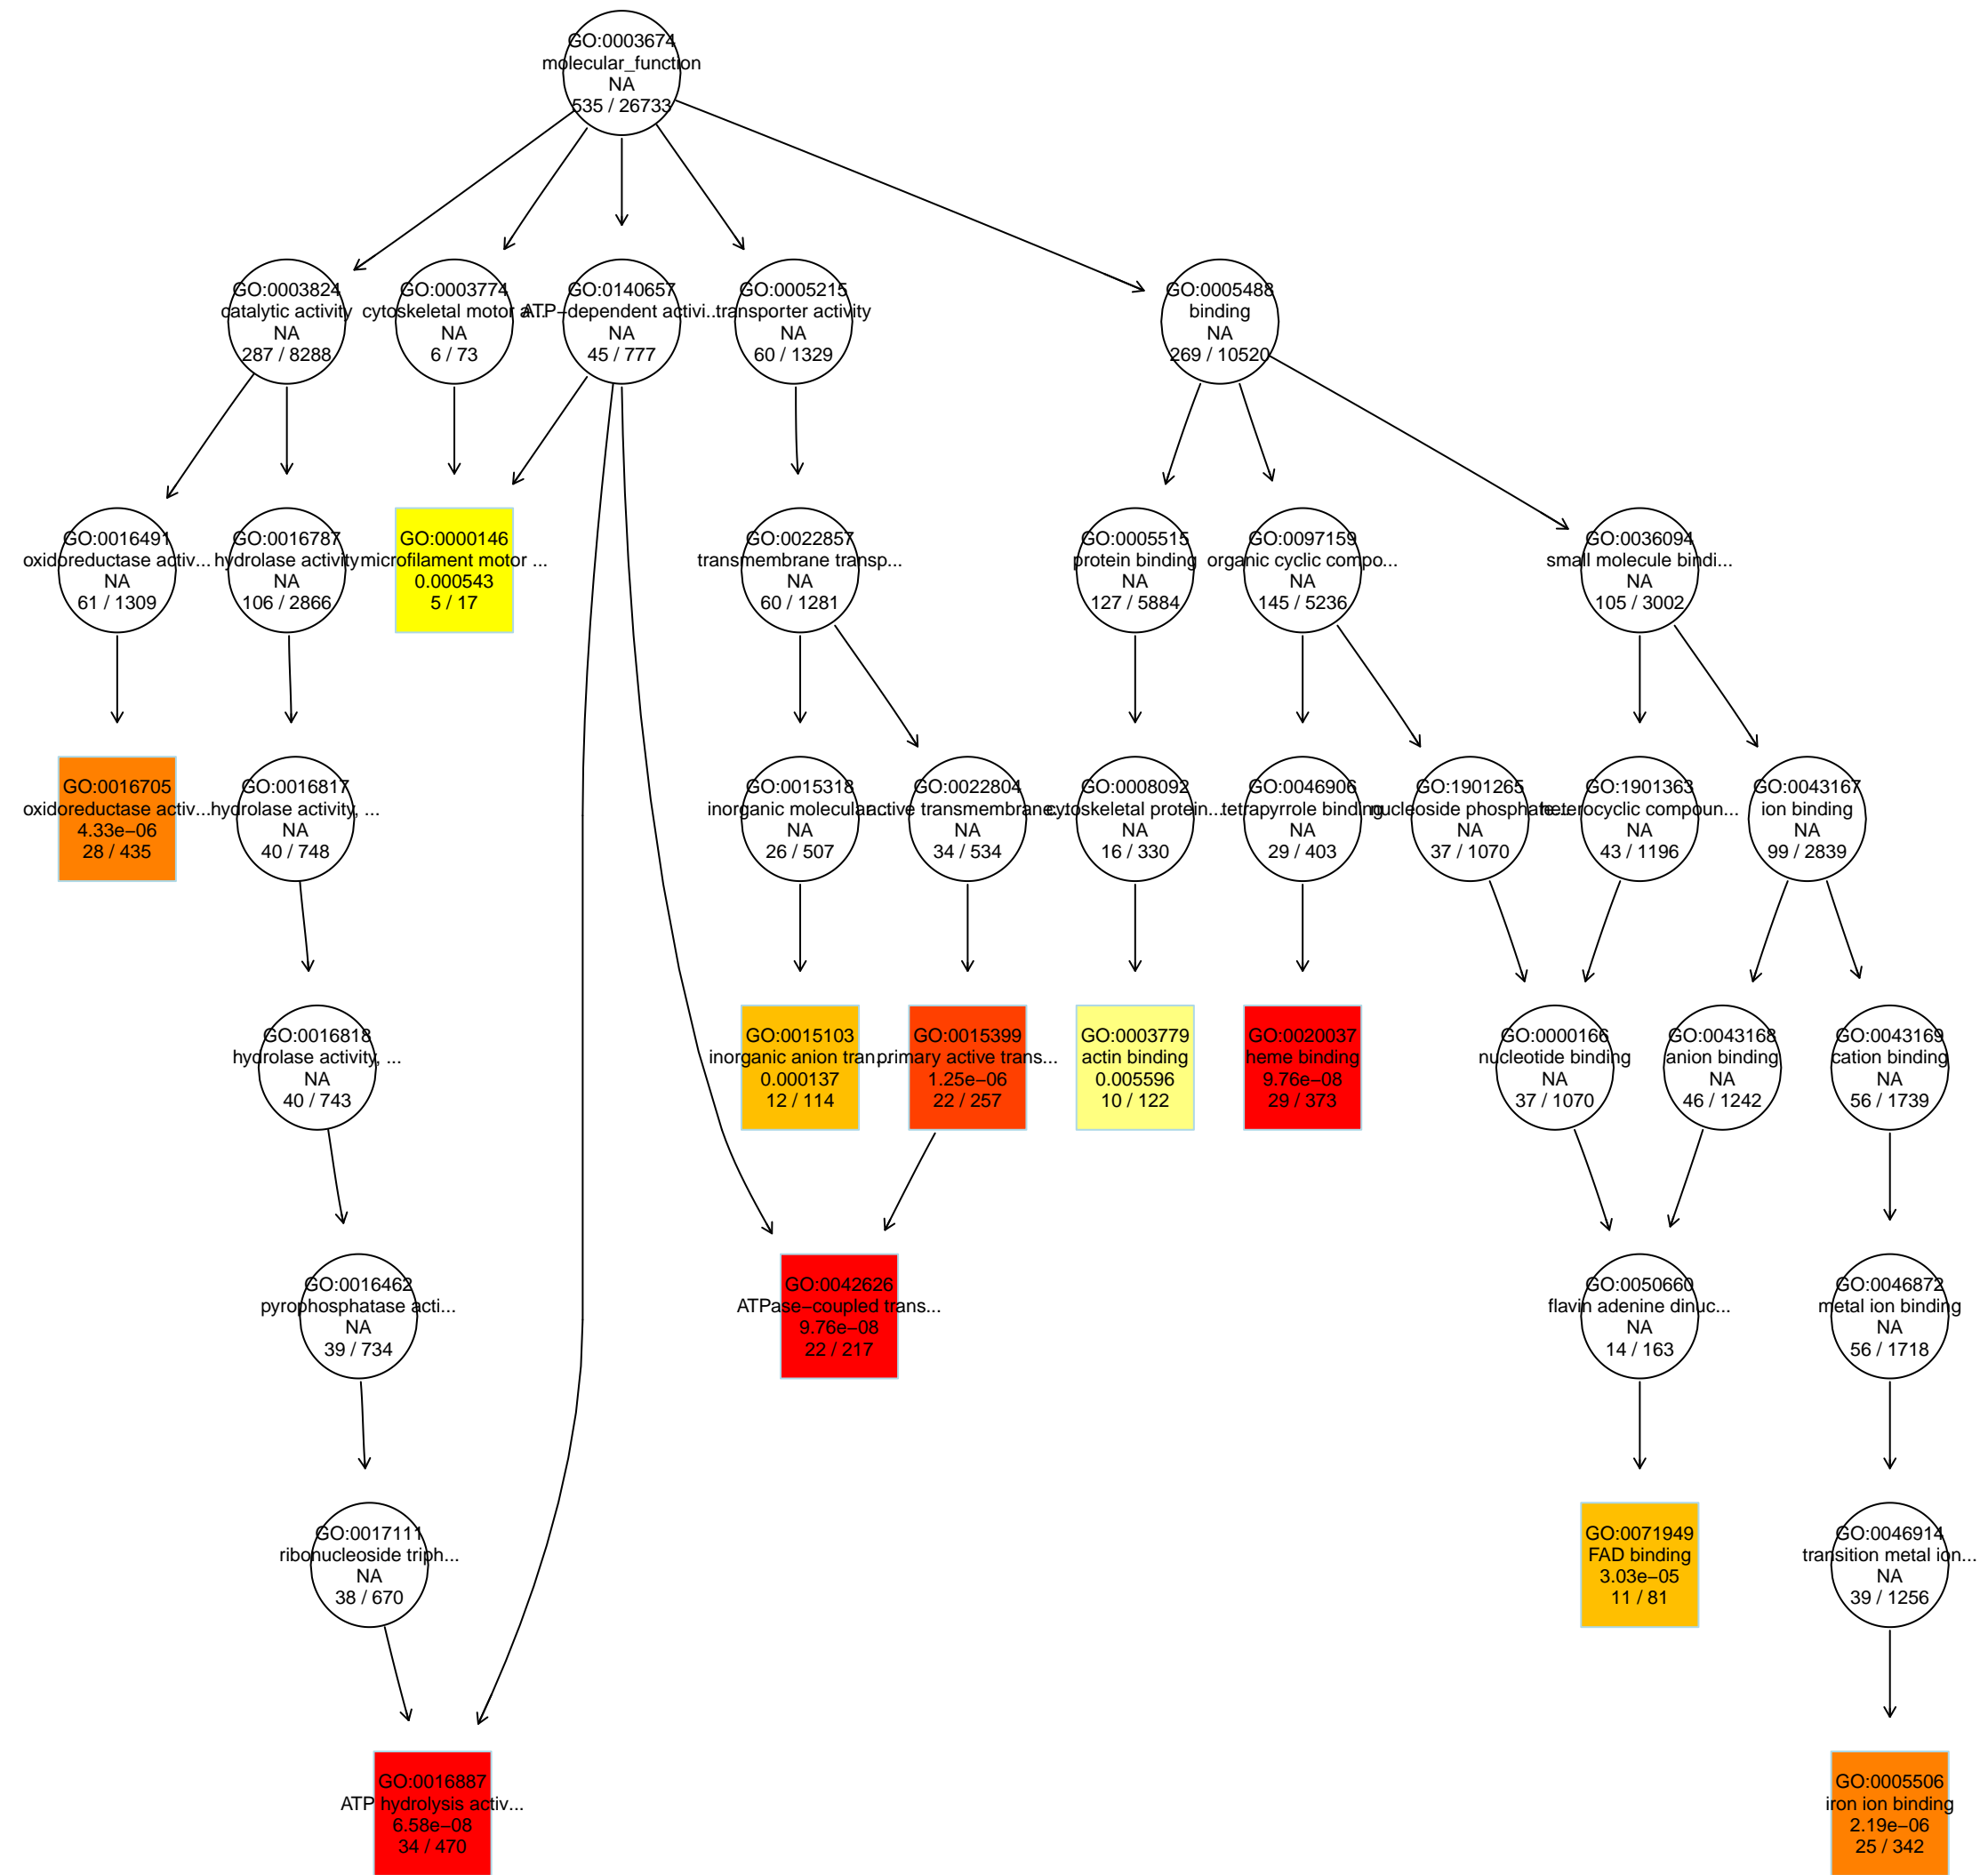 GO:0003674
molecular_function
NA
535 / 26733
GO:0003824
catalytic activity
NA
287 / 8288
GO:0003774
cytoskeletal motor a...
NA
6 / 73
GO:0140657
ATP−dependent activi...
NA
45 / 777
GO:0005215
transporter activity
NA
60 / 1329
GO:0005488
binding
NA
269 / 10520
GO:0016491
oxidoreductase activ...
NA
61 / 1309
GO:0016787
hydrolase activity
NA
106 / 2866
GO:0000146
microfilament motor ...
0.000543
5 / 17
GO:0022857
transmembrane transp...
NA
60 / 1281
GO:0005515
protein binding
NA
127 / 5884
GO:0097159
organic cyclic compo...
NA
145 / 5236
GO:0036094
small molecule bindi...
NA
105 / 3002
GO:0016705
oxidoreductase activ...
4.33e−06
28 / 435
GO:0016817
hydrolase activity, ...
NA
40 / 748
GO:0015318
inorganic molecular...
NA
26 / 507
GO:0022804
active transmembrane...
NA
34 / 534
GO:0008092
cytoskeletal protein...
NA
16 / 330
GO:0046906
tetrapyrrole binding
NA
29 / 403
GO:1901265
nucleoside phosphate...
NA
37 / 1070
GO:1901363
heterocyclic compoun...
NA
43 / 1196
GO:0043167
ion binding
NA
99 / 2839
GO:0016818
hydrolase activity, ...
NA
40 / 743
GO:0015103
inorganic anion tran...
0.000137
12 / 114
GO:0015399
primary active trans...
1.25e−06
22 / 257
GO:0003779
actin binding
0.005596
10 / 122
GO:0020037
heme binding
9.76e−08
29 / 373
GO:0000166
nucleotide binding
NA
37 / 1070
GO:0043168
anion binding
NA
46 / 1242
GO:0043169
cation binding
NA
56 / 1739
GO:0016462
pyrophosphatase acti...
NA
39 / 734
GO:0042626
ATPase−coupled trans...
9.76e−08
22 / 217
GO:0050660
flavin adenine dinuc...
NA
14 / 163
GO:0046872
metal ion binding
NA
56 / 1718
GO:0017111
ribonucleoside triph...
NA
38 / 670
GO:0071949
FAD binding
3.03e−05
11 / 81
GO:0046914
transition metal ion...
NA
39 / 1256
GO:0016887
ATP hydrolysis activ...
6.58e−08
34 / 470
GO:0005506
iron ion binding
2.19e−06
25 / 342